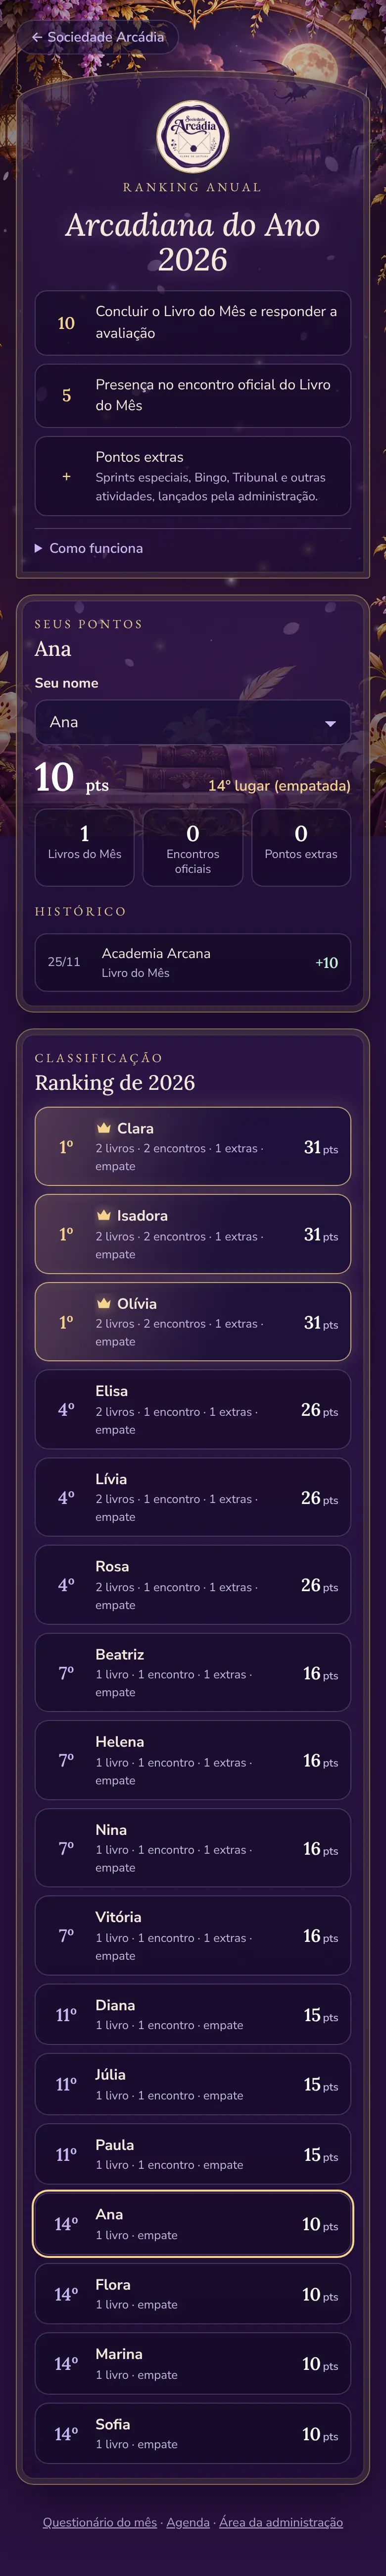 ← Sociedade Arcádia
Sociedade
Arcádia
RANKING ANUAL
Arcadiana do Ano
2026
10
Concluir o Livro do Mês e responder a
avaliação
5
Presença no encontro oficial do Livro
do Mês
+
Pontos extras
Sprints especiais, Bingo, Tribunal e outras
atividades, lançados pela administração.
▶ Como funciona
SEUS PONTOS
Ana
Seu nome
Ana
10 pts
14º lugar (empatada)
1
Livros do Mês
0
Encontros
oficiais
0
Pontos extras
HISTÓRICO
25/11
Academia Arcana
Livro do Mês
+10
CLASSIFICAÇÃO
Ranking de 2026
1º
Clara
2 livros · 2 encontros · 1 extras ·
empate
31 pts
1º
Isadora
2 livros · 2 encontros · 1 extras ·
empate
31 pts
1º
Olívia
2 livros · 2 encontros · 1 extras ·
empate
31 pts
4º
Elisa
2 livros · 1 encontro · 1 extras ·
empate
26 pts
4º
Lívia
2 livros · 1 encontro · 1 extras ·
empate
26 pts
4º
Rosa
2 livros · 1 encontro · 1 extras ·
empate
26 pts
7º
Beatriz
1 livro · 1 encontro · 1 extras ·
empate
16 pts
7º
Helena
1 livro · 1 encontro · 1 extras ·
empate
16 pts
7º
Nina
1 livro · 1 encontro · 1 extras ·
empate
16 pts
7º
Vitória
1 livro · 1 encontro · 1 extras ·
empate
16 pts
11º
Diana
1 livro · 1 encontro · empate
15 pts
11º
Júlia
1 livro · 1 encontro · empate
15 pts
11º
Paula
1 livro · 1 encontro · empate
15 pts
14º
Ana
1 livro · empate
10 pts
14º
Flora
1 livro · empate
10 pts
14º
Marina
1 livro · empate
10 pts
14º
Sofia
1 livro · empate
10 pts
Questionário do mês · Agenda · Área da administração